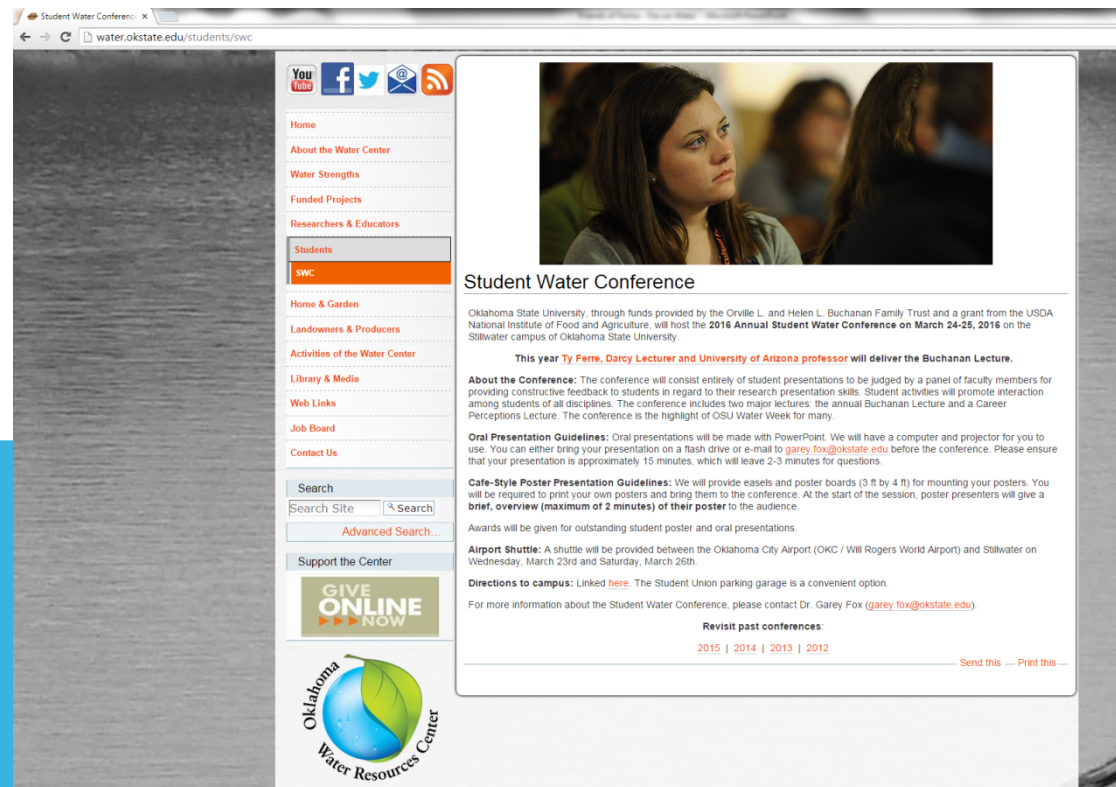 Student Water Conferenc
water.okstate.edu/students/swc
You
Tube
Home
About the Water Center
Water Strengths
Funded Projects
Researchers & Educators
Students
SWC
Home & Garden
Landowners & Producers
Activities of the Water Center
Library & Media
Web Links
Job Board
Contact Us
Search
Search Site
Search
Advanced Search...
Support the Center
GIVE
ONLINE
NOW
Oklahoma
Water Resources Center
Student Water Conference
Oklahoma State University, through funds provided by the Orville L. and Helen L. Buchanan Family Trust and a grant from the USDA
National Institute of Food and Agriculture, will host the 2016 Annual Student Water Conference on March 24-25, 2016 on the
Stillwater campus of Oklahoma State University.
This year Ty Ferre, Darcy Lecturer and University of Arizona professor will deliver the Buchanan Lecture.
About the Conference: The conference will consist entirely of student presentations to be judged by a panel of faculty members for
providing constructive feedback to students in regard to their research presentation skills. Student activities will promote interaction
among students of all disciplines. The conference includes two major lectures: the annual Buchanan Lecture and a Career
Perceptions Lecture. The conference is the highlight of OSU Water Week for many.
Oral Presentation Guidelines: Oral presentations will be made with PowerPoint. We will have a computer and projector for you to
use. You can either bring your presentation on a flash drive or e-mail to garey.fox@okstate.edu before the conference. Please ensure
that your presentation is approximately 15 minutes, which will leave 2-3 minutes for questions.
Cafe-Style Poster Presentation Guidelines: We will provide easels and poster boards (3 ft by 4 ft) for mounting your posters. You
will be required to print your own posters and bring them to the conference. At the start of the session, poster presenters will give a
brief, overview (maximum of 2 minutes) of their poster to the audience.
Awards will be given for outstanding student poster and oral presentations.
Airport Shuttle: A shuttle will be provided between the Oklahoma City Airport (OKC / Will Rogers World Airport) and Stillwater on
Wednesday, March 23rd and Saturday, March 26th.
Directions to campus: Linked here. The Student Union parking garage is a convenient option.
For more information about the Student Water Conference, please contact Dr. Garey Fox (garey.fox@okstate.edu).
Revisit past conferences:
2015 | 2014 | 2013 | 2012
Send this — Print this —